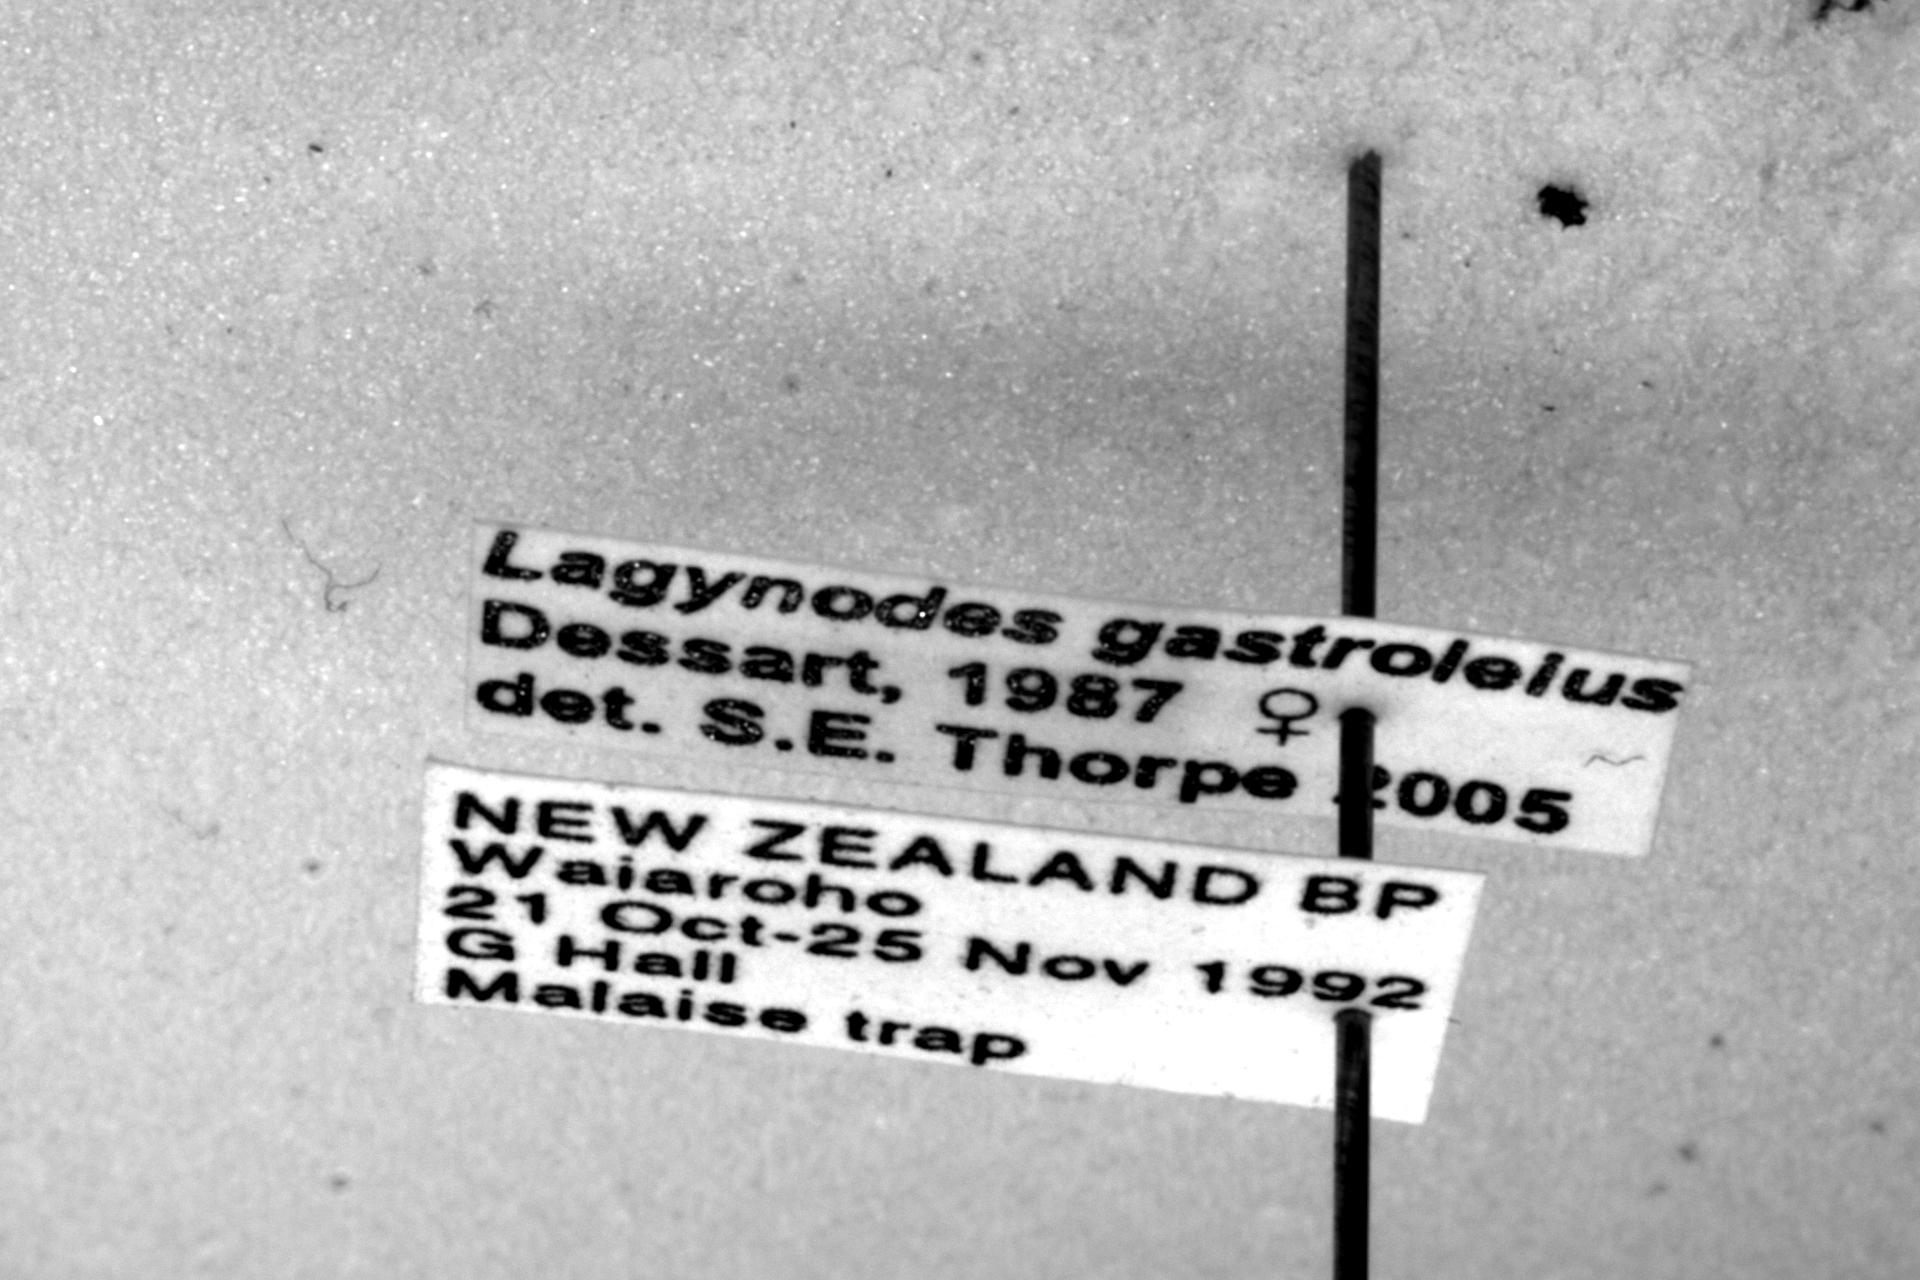 Lagynodes gastroleius
Dessart, 1987 ♀
det. S.E. Thorpe 2005
NEW ZEALAND BP
Waiaroho
21 Oct-25 Nov 1992
G Hall
Malaise trap